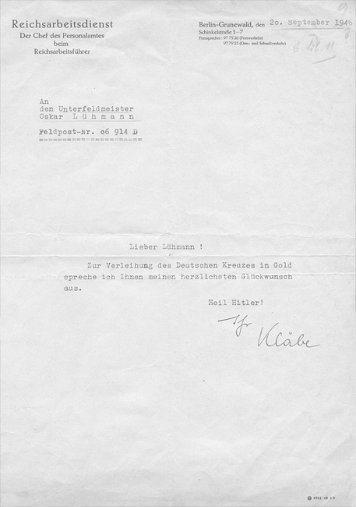 Reichsarbeitsdienst
Der Chef des Personalamtes
beim
Reichsarbeitsführer
Berlin-Grunewald, den 20. September 194
Schinkelstraße 1–7
An
den Unterfeldmeister
Oskar Lühmann
Feldpost-nr. 06 914 D
Lieber Lühmann !
Zur Verleihung des Deutschen Kreuzes in Gold
spreche ich Ihnen meinen herzlichsten Glückwunsch
aus.
Heil Hitler!
Ihr
Kläbe